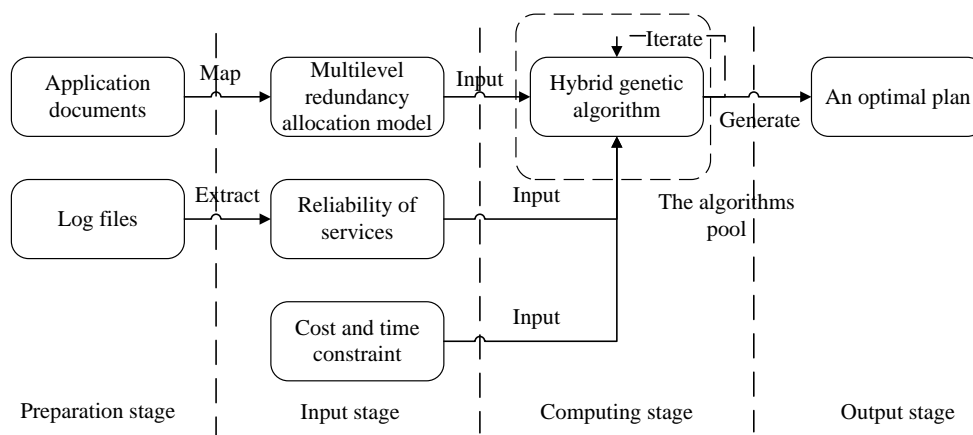 Iterate
Application
documents
Map
Multilevel
redundancy
allocation model
Input
Hybrid genetic
algorithm
Generate
An optimal plan
Log files
Extract
Reliability of
services
Input
The algorithms
pool
Cost and time
constraint
Input
Preparation stage
Input stage
Computing stage
Output stage